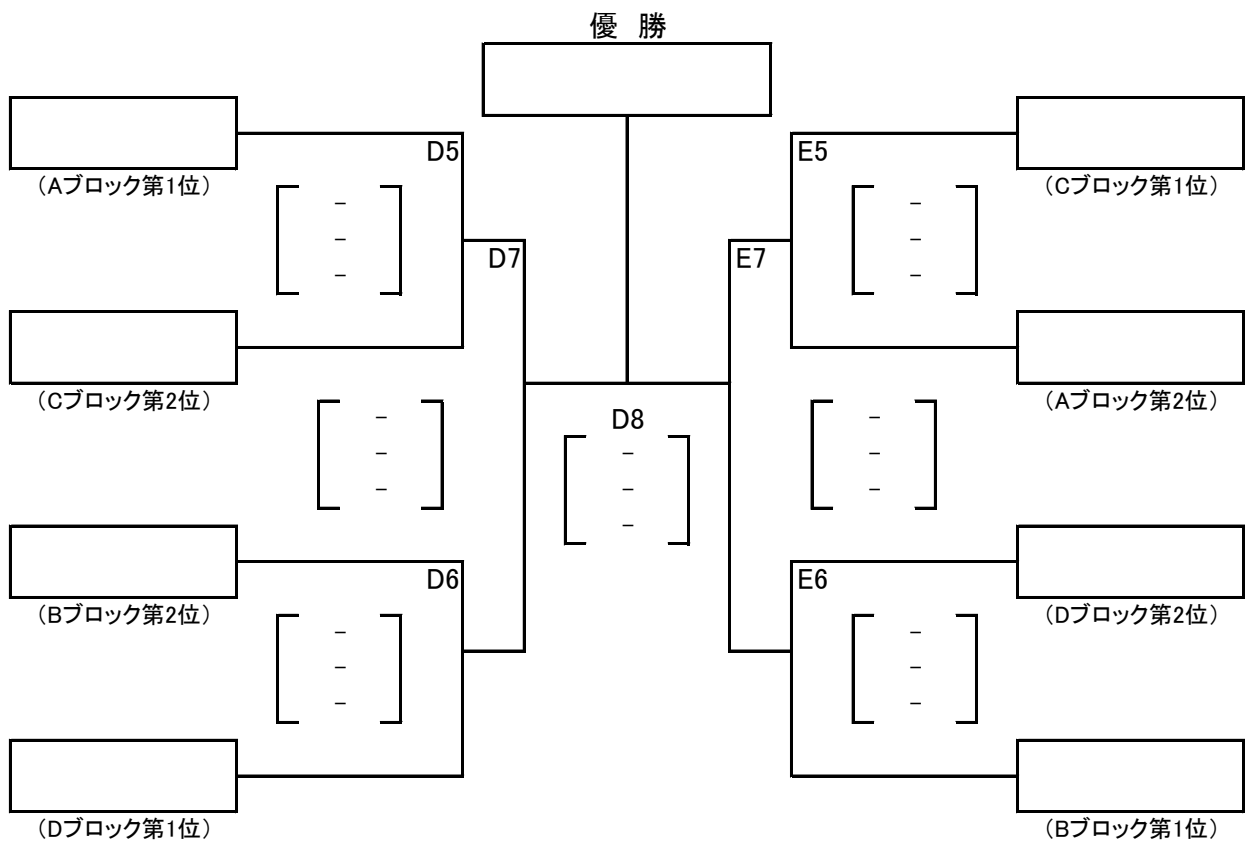 優 勝
D5
E5
（Aブロック第1位）
（Cブロック第1位）
-
-
-
-
-
-
D7
E7
（Cブロック第2位）
（Aブロック第2位）
D8
-
-
-
-
-
-
-
-
-
D6
E6
（Bブロック第2位）
（Dブロック第2位）
-
-
-
-
-
-
（Dブロック第1位）
（Bブロック第1位）